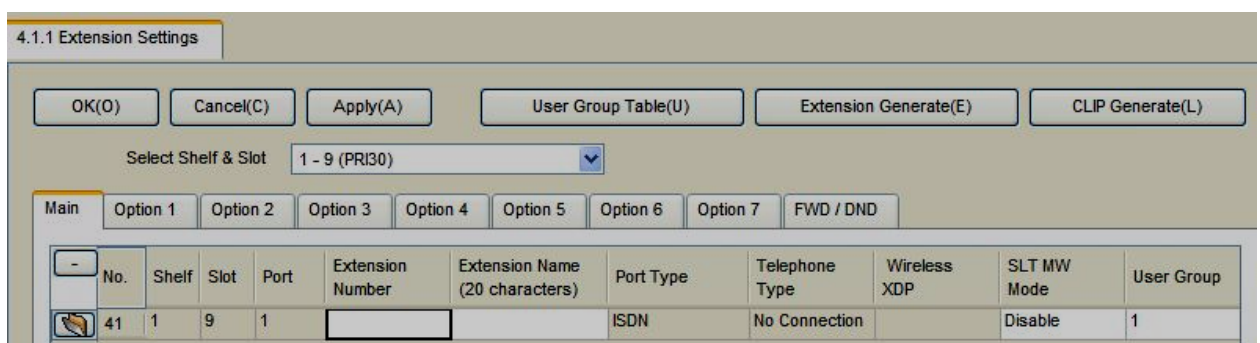 4.1.1 Extension Settings
OK(O) Cancel(C) Apply(A) User Group Table(U) Extension Generate(E) CLIP Generate(L)
Select Shelf & Slot 1 - 9 (PRI30)
Main Option 1 Option 2 Option 3 Option 4 Option 5 Option 6 Option 7 FWD / DND
- No. Shelf Slot Port Extension Number Extension Name (20 characters) Port Type Telephone Type Wireless XDP SLT MW Mode User Group
41 1 9 1 ISDN No Connection Disable 1